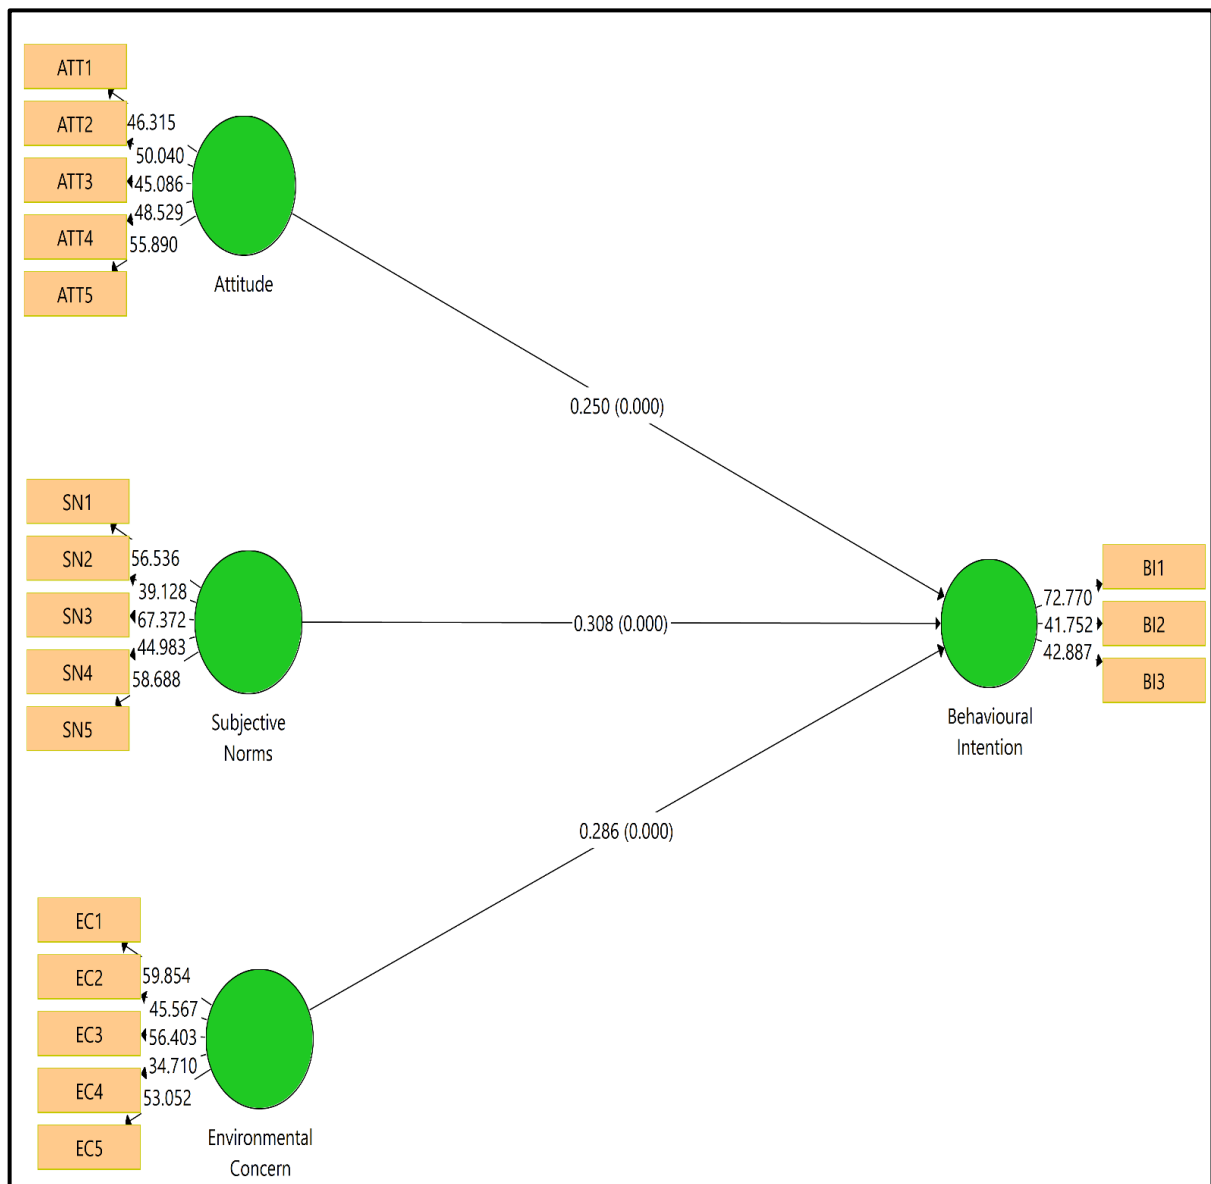 ATT1
ATT2
ATT3
ATT4
ATT5
46.315
50.040
45.086
48.529
55.890
Attitude
0.250 (0.000)
SN1
SN2
SN3
SN4
SN5
56.536
39.128
67.372
44.983
58.688
Subjective
Norms
0.308 (0.000)
BI1
BI2
BI3
72.770
41.752
42.887
Behavioural
Intention
0.286 (0.000)
EC1
EC2
EC3
EC4
EC5
59.854
45.567
56.403
34.710
53.052
Environmental
Concern